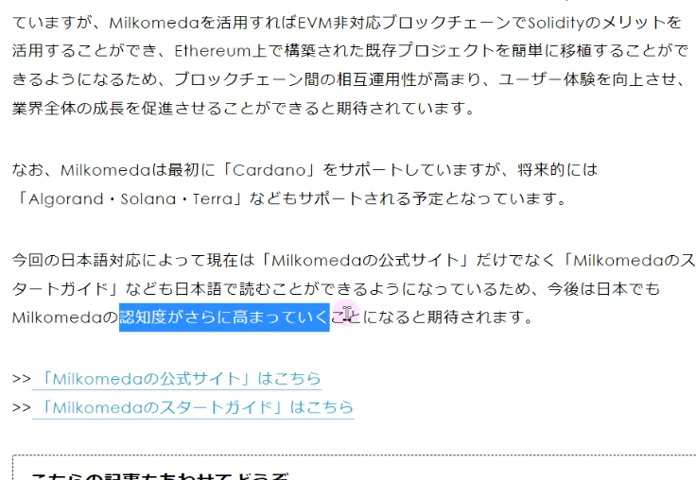 ていますが、Milkomedaを活用すればEVM非対応ブロックチェーンでSolidityのメリットを
活用することができ、Ethereum上で構築された既存プロジェクトを簡単に移植することがで
きるようになるため、ブロックチェーン間の相互運用性が高まり、ユーザー体験を向上させ、
業界全体の成長を促進させることができると期待されています。
なお、Milkomedaは最初に「Cardano」をサポートしていますが、将来的には
「Algorand・Solana・Terra」などもサポートされる予定となっています。
今回の日本語対応によって現在は「Milkomedaの公式サイト」だけでなく「Milkomedaのス
タートガイド」なども日本語で読むことができるようになっているため、今後は日本でも
Milkomedaの認知度がさらに高まっていくことになると期待されます。
>> 「Milkomedaの公式サイト」はこちら
>> 「Milkomedaのスタートガイド」はこちら
こちらの記事もあわせてどうぞ